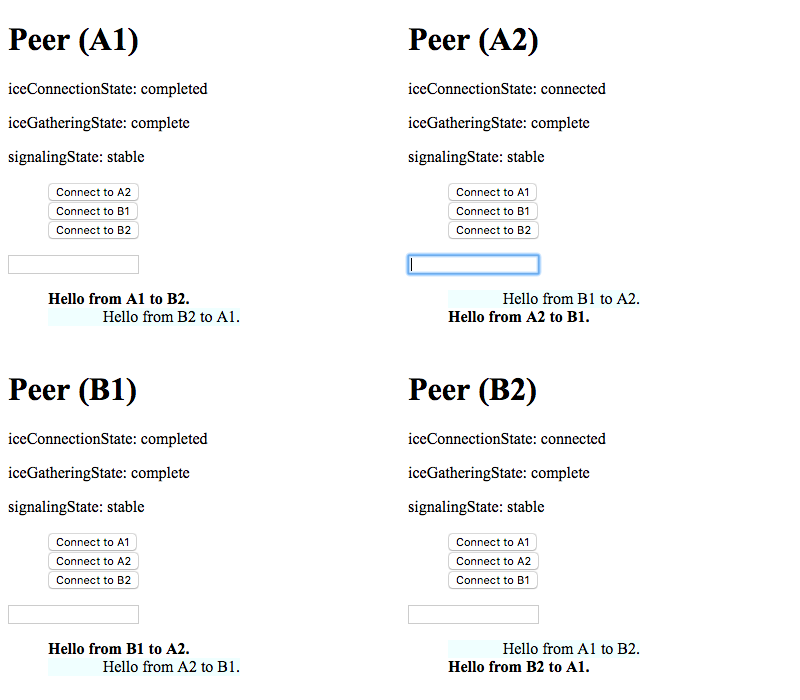 Peer (A1)
iceConnectionState: completed
iceGatheringState: complete
signalingState: stable
Connect to A2
Connect to B1
Connect to B2
Hello from A1 to B2.
Hello from B2 to A1.
Peer (A2)
iceConnectionState: connected
iceGatheringState: complete
signalingState: stable
Connect to A1
Connect to B1
Connect to B2
Hello from B1 to A2.
Hello from A2 to B1.
Peer (B1)
iceConnectionState: completed
iceGatheringState: complete
signalingState: stable
Connect to A1
Connect to A2
Connect to B2
Hello from B1 to A2.
Hello from A2 to B1.
Peer (B2)
iceConnectionState: connected
iceGatheringState: complete
signalingState: stable
Connect to A1
Connect to A2
Connect to B1
Hello from A1 to B2.
Hello from B2 to A1.